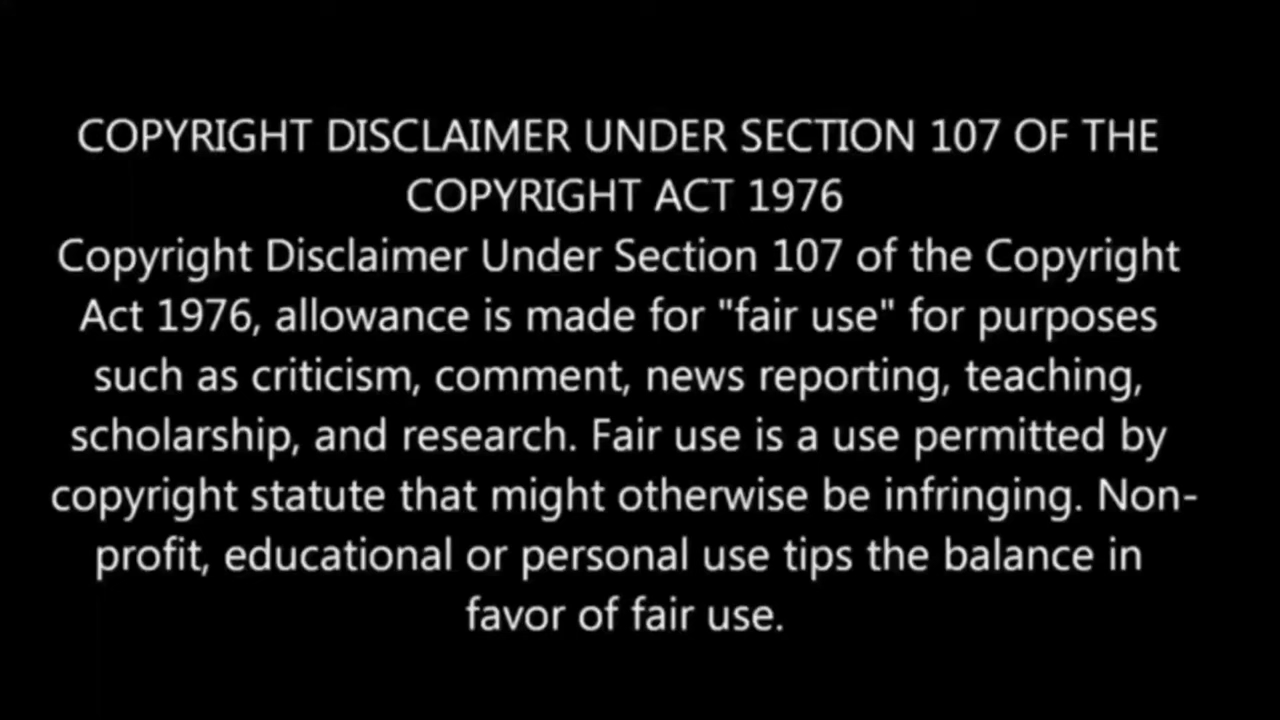 COPYRIGHT DISCLAIMER UNDER SECTION 107 OF THE
COPYRIGHT ACT 1976
Copyright Disclaimer Under Section 107 of the Copyright
Act 1976, allowance is made for "fair use" for purposes
such as criticism, comment, news reporting, teaching,
scholarship, and research. Fair use is a use permitted by
copyright statute that might otherwise be infringing. Non-
profit, educational or personal use tips the balance in
favor of fair use.